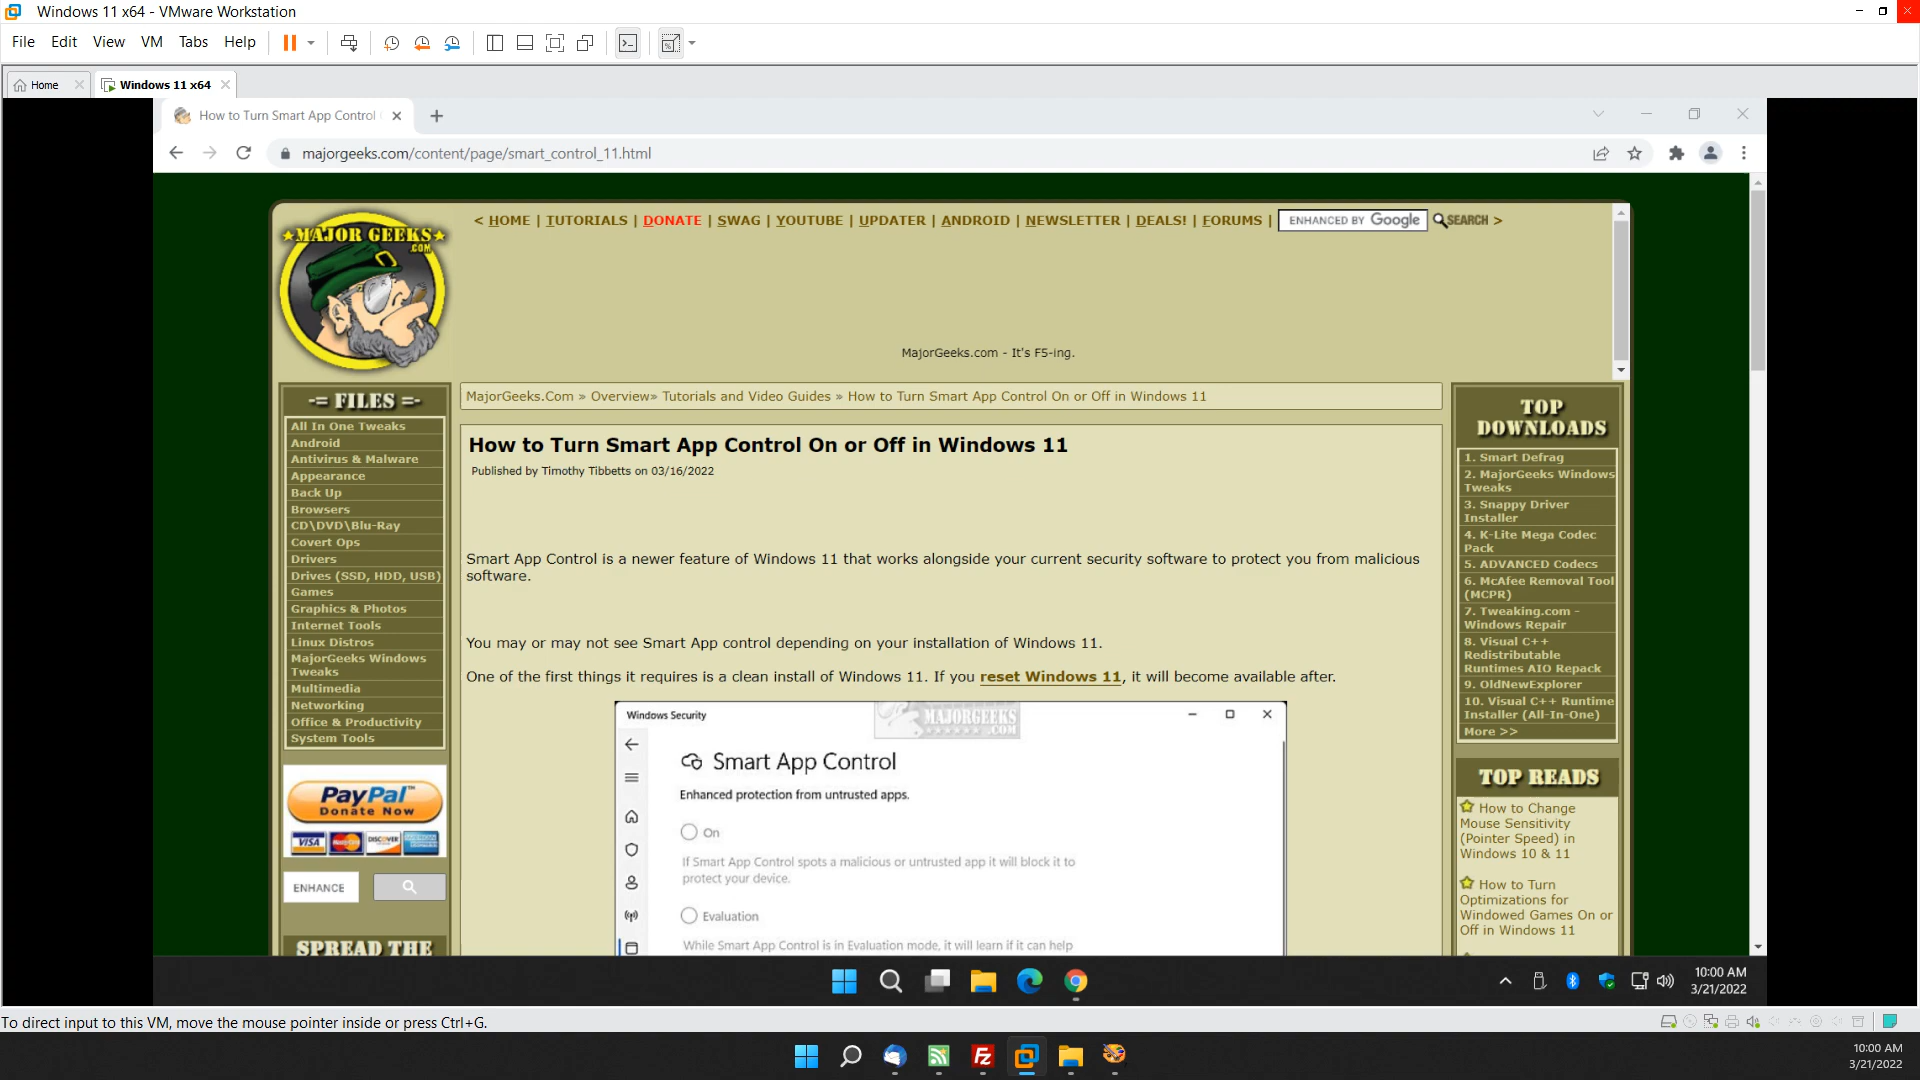 Windows 11 x64 - VMware Workstation
File Edit View VM Tabs Help
Home
Windows 11 x64
How to Turn Smart App Control
majorgeeks.com/content/page/smart_control_11.html
MAJOR GEEKS
.COM
< HOME | TUTORIALS | DONATE | SWAG | YOUTUBE | UPDATER | ANDROID | NEWSLETTER | DEALS! | FORUMS | ENHANCED BY Google SEARCH >
MajorGeeks.com - It's F5-ing.
-= FILES =-
All In One Tweaks
Android
Antivirus & Malware
Appearance
Back Up
Browsers
CD\DVD\Blu-Ray
Covert Ops
Drivers
Drives (SSD, HDD, USB)
Games
Graphics & Photos
Internet Tools
Linux Distros
MajorGeeks Windows
Tweaks
Multimedia
Networking
Office & Productivity
System Tools
PayPal™
Donate Now
VISA MasterCard DISCOVER
ENHANCE
SPREAD THE
MajorGeeks.Com » Overview» Tutorials and Video Guides » How to Turn Smart App Control On or Off in Windows 11
How to Turn Smart App Control On or Off in Windows 11
Published by Timothy Tibbetts on 03/16/2022
Smart App Control is a newer feature of Windows 11 that works alongside your current security software to protect you from malicious
software.
You may or may not see Smart App control depending on your installation of Windows 11.
One of the first things it requires is a clean install of Windows 11. If you reset Windows 11, it will become available after.
Windows Security
MAJORGEEKS
.COM
Smart App Control
Enhanced protection from untrusted apps.
On
If Smart App Control spots a malicious or untrusted app it will block it to
protect your device.
Evaluation
While Smart App Control is in Evaluation mode, it will learn if it can help
TOP
DOWNLOADS
1. Smart Defrag
2. MajorGeeks Windows
Tweaks
3. Snappy Driver
Installer
4. K-Lite Mega Codec
Pack
5. ADVANCED Codecs
6. McAfee Removal Tool
(MCPR)
7. Tweaking.com -
Windows Repair
8. Visual C++
Redistributable
Runtimes AIO Repack
9. OldNewExplorer
10. Visual C++ Runtime
Installer (All-In-One)
More >>
TOP READS
How to Change
Mouse Sensitivity
(Pointer Speed) in
Windows 10 & 11
How to Turn
Optimizations for
Windowed Games On or
Off in Windows 11
10:00 AM
3/21/2022
To direct input to this VM, move the mouse pointer inside or press Ctrl+G.
10:00 AM
3/21/2022